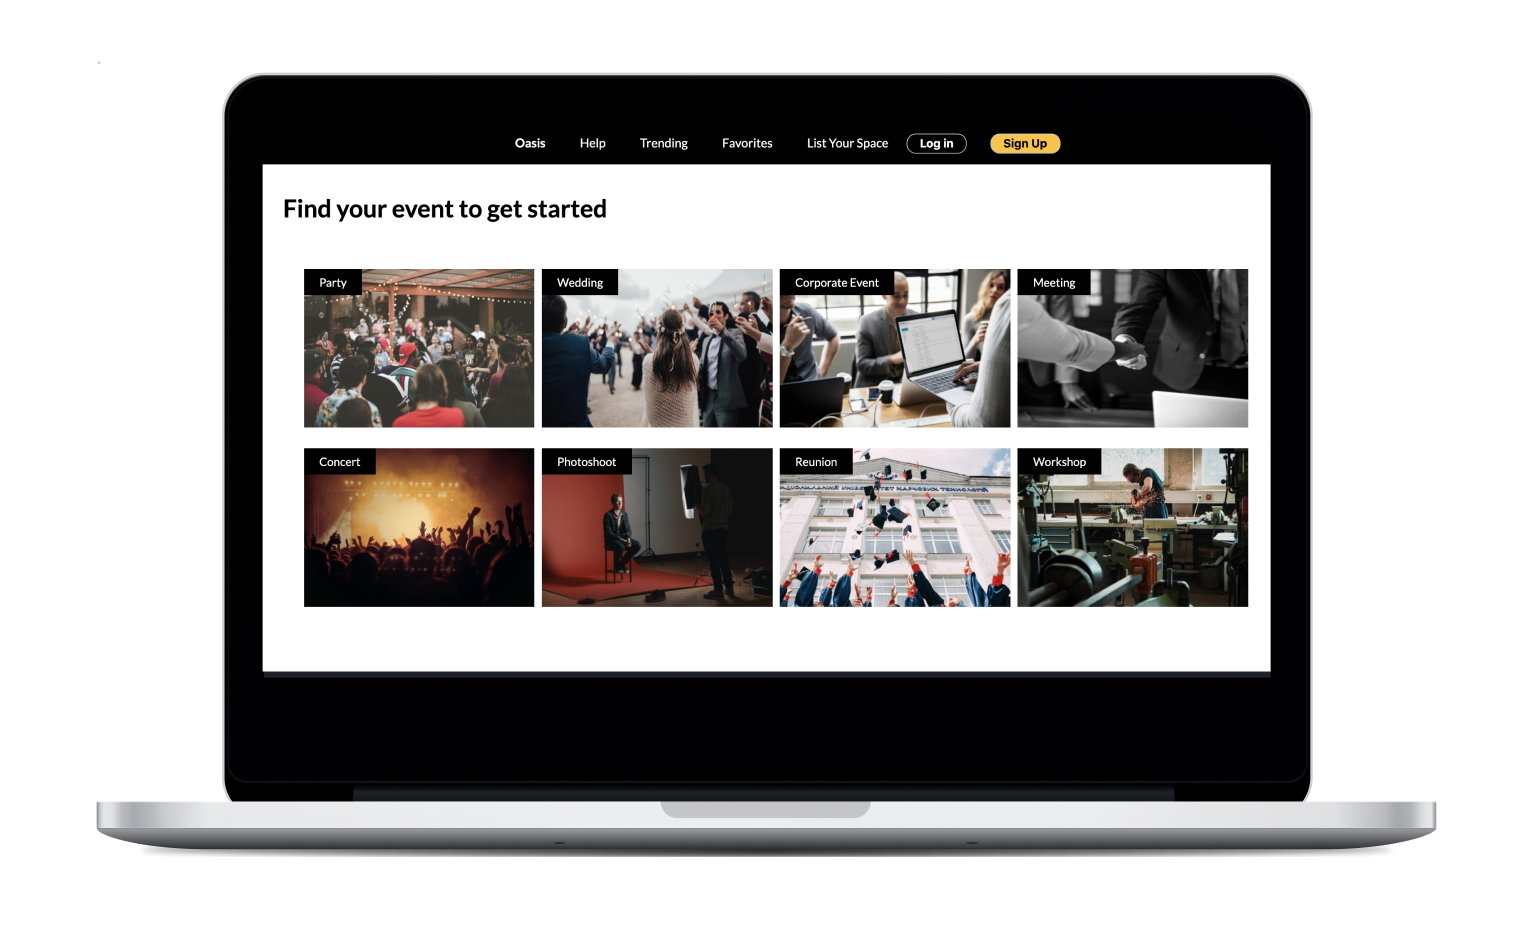 Oasis Help Trending Favorites List Your Space Log in Sign Up
Find your event to get started
Party Wedding Corporate Event Meeting
Concert Photoshoot Reunion Workshop